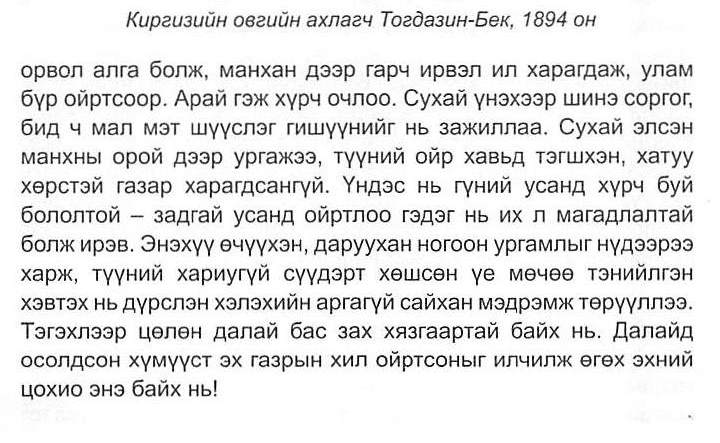 Киргизийн овгийн ахлагч Тогдазин-Бек, 1894 он
орвол алга болж, манхан дээр гарч ирвэл ил харагдаж, улам
бүр ойртсоор. Арай гэж хүрч очлоо. Сухай үнэхээр шинэ соргог,
бид ч мал мэт шүүслэг гишүүнийг нь зажиллаа. Сухай элсэн
манхны орой дээр ургажээ, түүний ойр хавьд тэгшхэн, хатуу
хөрстэй газар харагдсангүй. Үндэс нь гүний усанд хүрч буй
бололтой – задгай усанд ойртлоо гэдэг нь их л магадлалтай
болж ирэв. Энэхүү өчүүхэн, даруухан ногоон ургамлыг нүдээрээ
харж, түүний хариугүй сүүдэрт хөшсөн үе мөчөө тэнийлгэн
хэвтэх нь дүрслэн хэлэхийн аргагүй сайхан мэдрэмж төрүүллээ.
Тэгэхлээр цөлөн далай бас зах хязгаартай байх нь. Далайд
осолдсон хүмүүст эх газрын хил ойртсоныг илчилж өгөх эхний
цохио энэ байх нь!